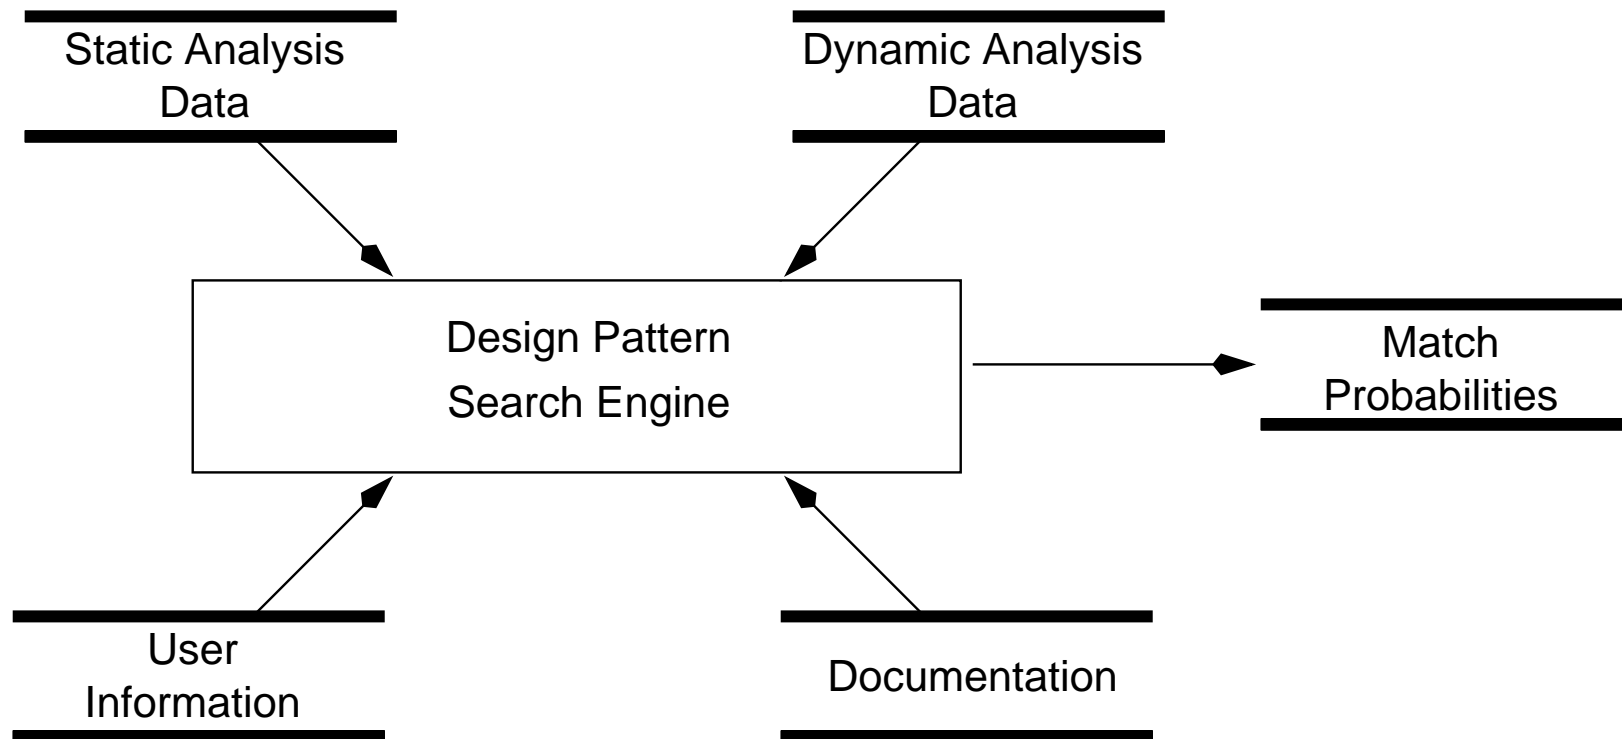 Static Analysis
Data
Dynamic Analysis
Data
Design Pattern
Search Engine
Match
Probabilities
User
Information
Documentation